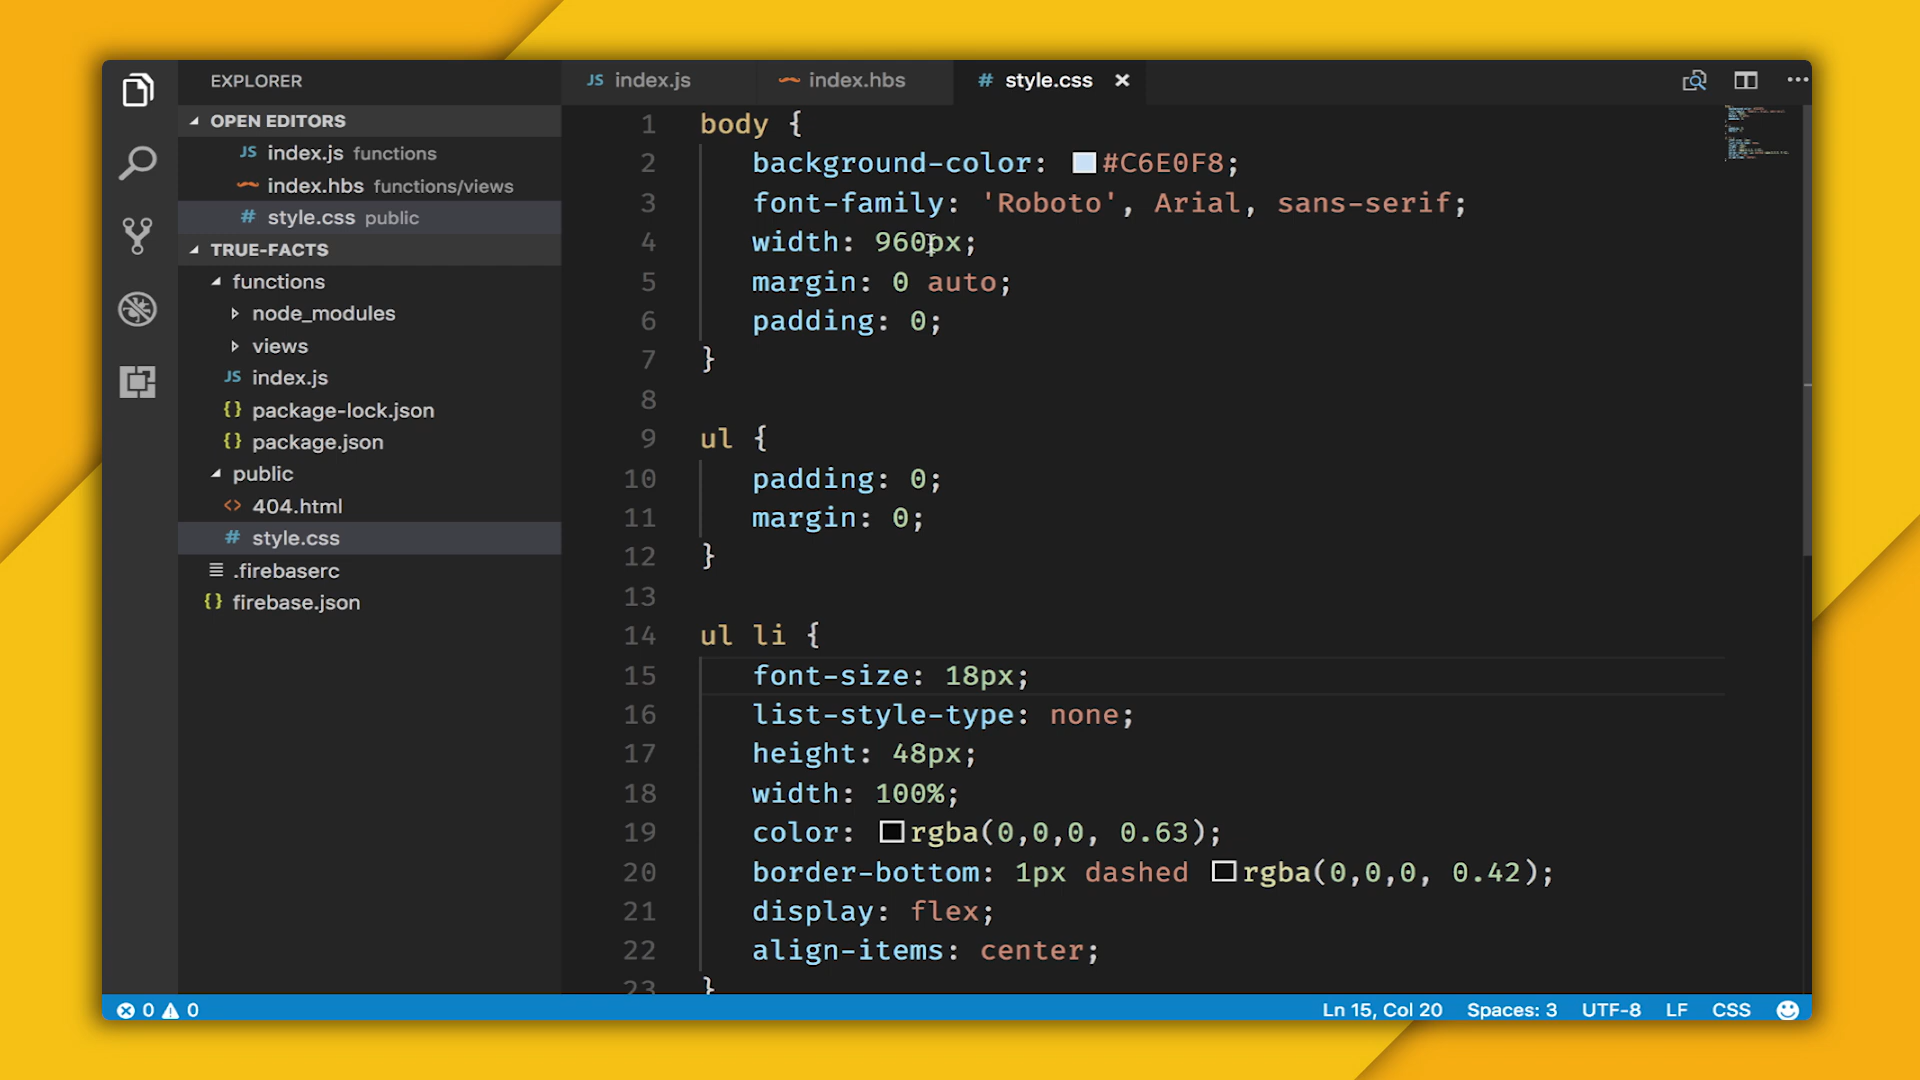 EXPLORER
OPEN EDITORS
JS index.js functions
index.hbs functions/views
# style.css public
TRUE-FACTS
functions
node_modules
views
JS index.js
{} package-lock.json
{} package.json
public
<> 404.html
# style.css
.firebaserc
{} firebase.json
JS index.js
index.hbs
# style.css
1 body {
2 background-color: #C6E0F8;
3 font-family: 'Roboto', Arial, sans-serif;
4 width: 960px;
5 margin: 0 auto;
6 padding: 0;
7 }
8
9 ul {
10 padding: 0;
11 margin: 0;
12 }
13
14 ul li {
15 font-size: 18px;
16 list-style-type: none;
17 height: 48px;
18 width: 100%;
19 color: rgba(0,0,0, 0.63);
20 border-bottom: 1px dashed rgba(0,0,0, 0.42);
21 display: flex;
22 align-items: center;
23 }
0 0
Ln 15, Col 20 Spaces: 3 UTF-8 LF CSS